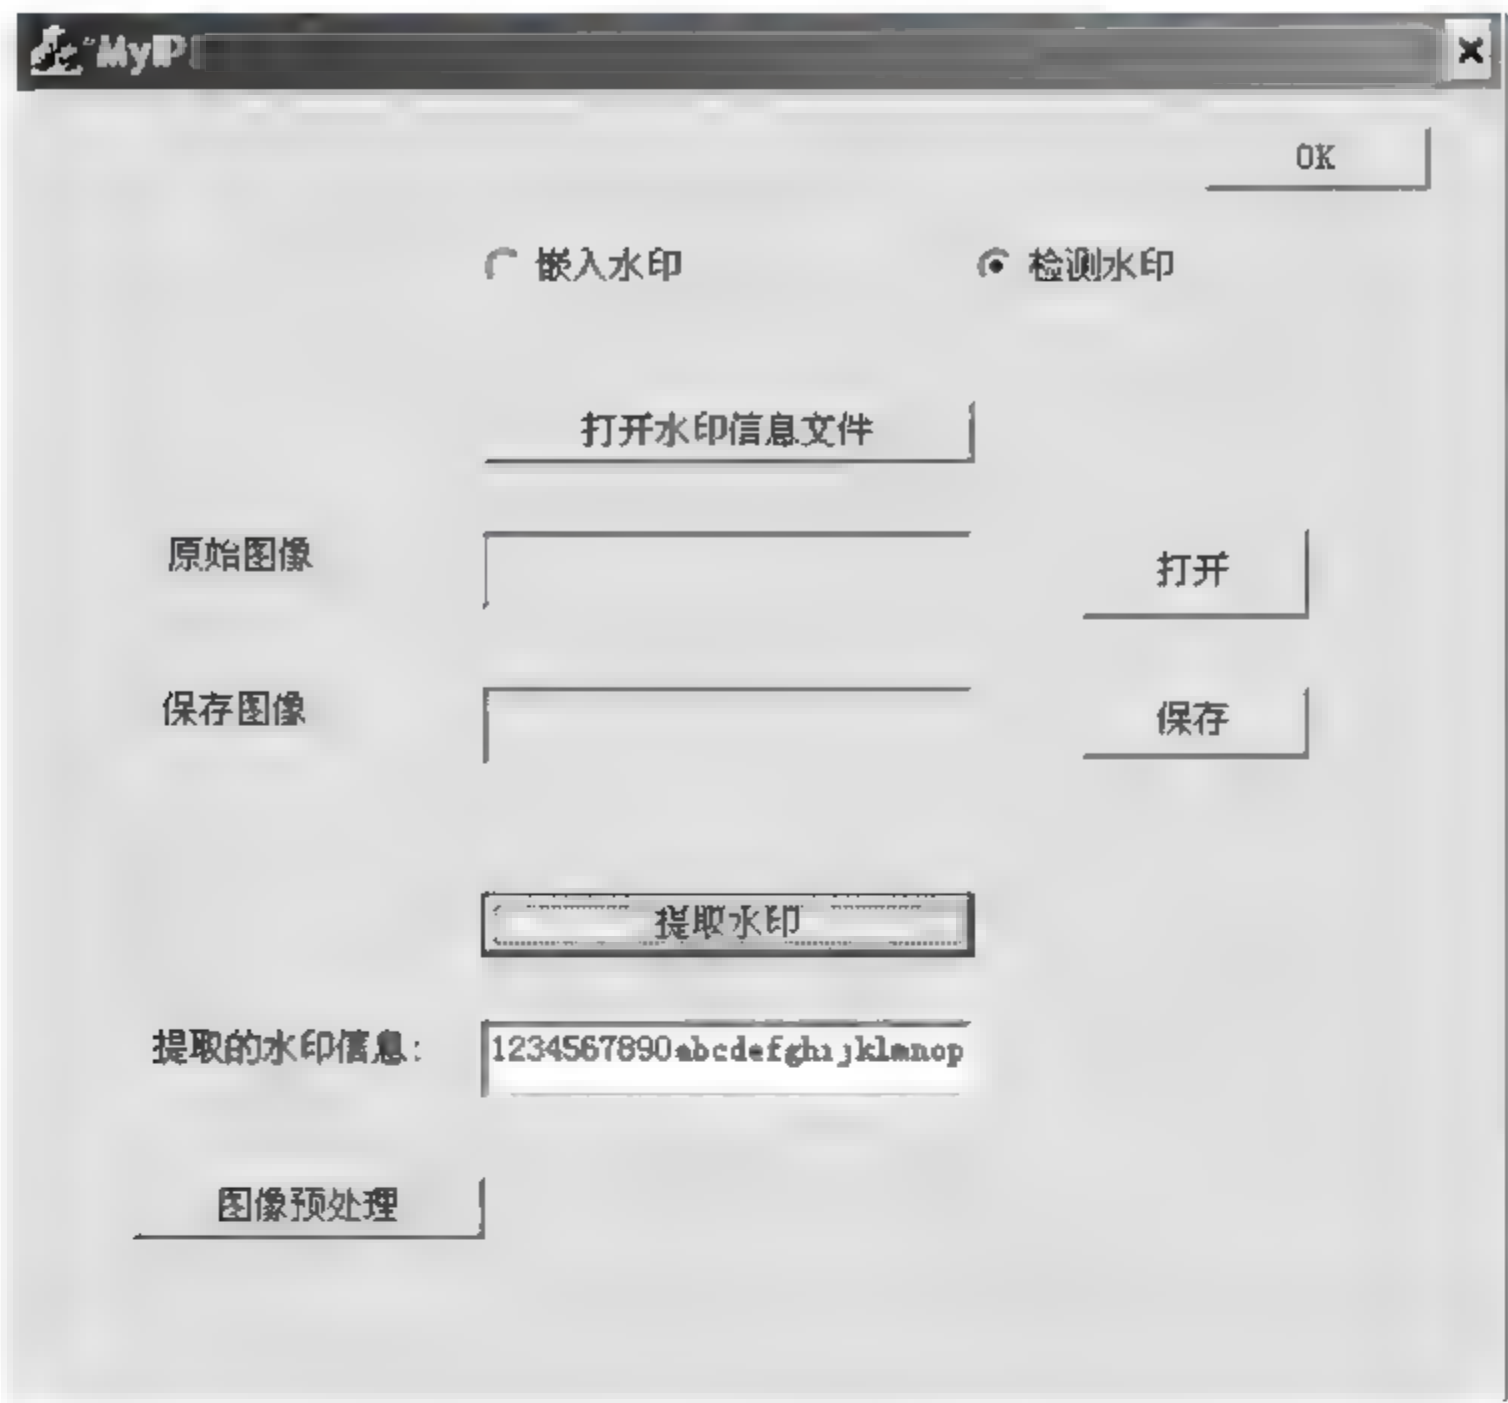 MyIP
OK
嵌入水印 检测水印
打开水印信息文件
原始图像 打开
保存图像 保存
提取水印
提取的水印信息: 1234567890abcdefghijklmnop
图像预处理